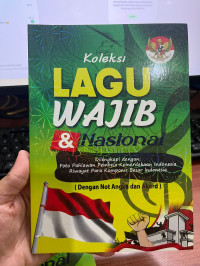 Koleksi
LAGU
WAJIB
& Nasional
Dilengkapi dengan
Foto Pahlawan, Pembuka Kemerdekaan Indonesia
Riwayat Para Komponis Besar Indonesia
( Dengan Not Angka dan Akord )